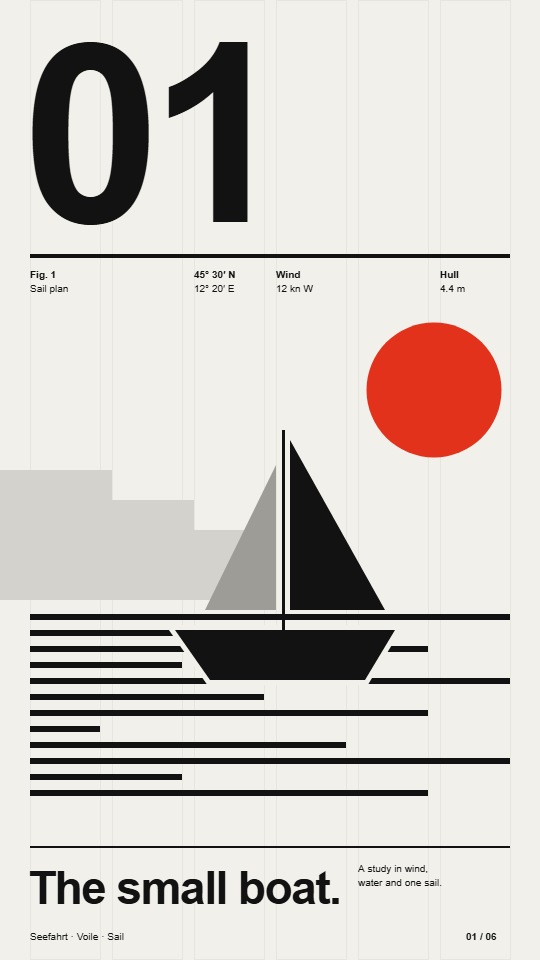 01
Fig. 1
Sail plan
45° 30′ N
12° 20′ E
Wind
12 kn W
Hull
4.4 m
The small boat.
A study in wind,
water and one sail.
Seefahrt · Voile · Sail
01 / 06